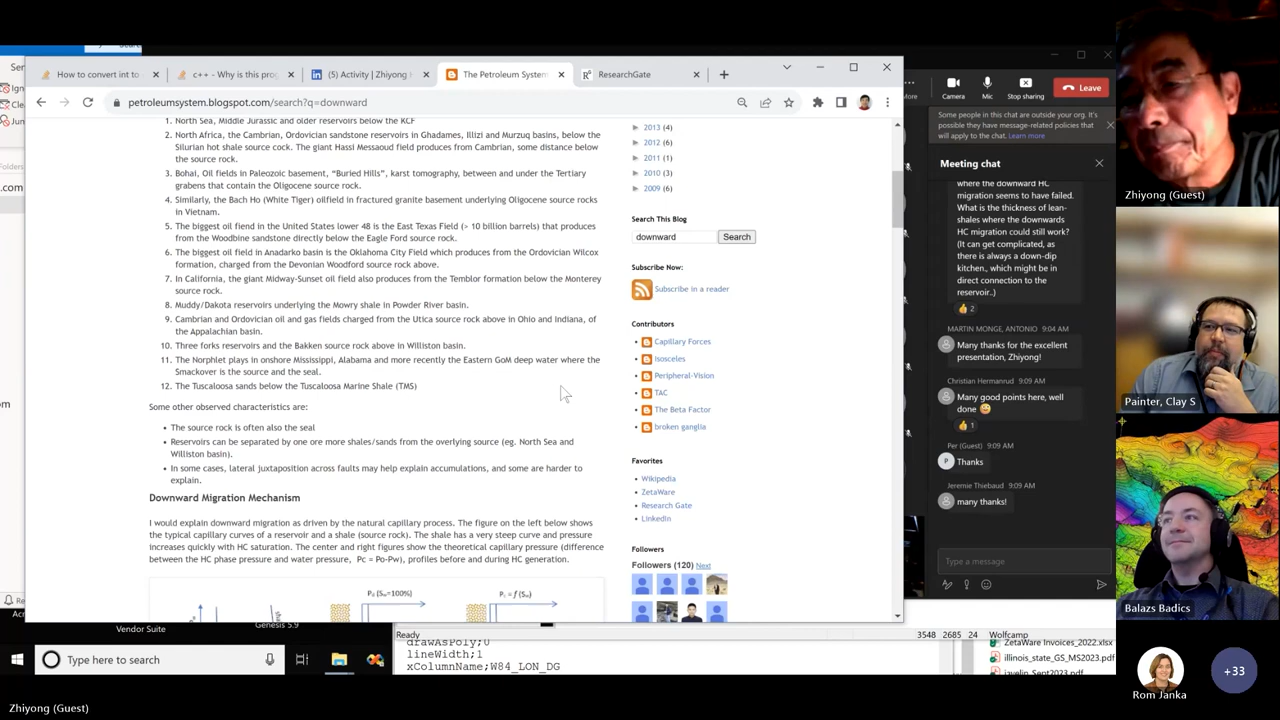 How to convert int to
c++ - Why is this prog
(5) Activity | Zhiyong H
The Petroleum System
ResearchGate
petroleumsystem.blogspot.com/search?q=downward
1. North Sea, Middle Jurassic and older reservoirs below the KCF
2. North Africa, the Cambrian, Ordovician sandstone reservoirs in Ghadames, Illizi and Murzuq basins, below the
Silurian hot shale source cock. The giant Hassi Messaoud field produces from Cambrian, some distance below
the source rock.
3. Bohai, Oil fields in Paleozoic basement, "Buried Hills", karst tomography, between and under the Tertiary
grabens that contain the Oligocene source rock.
4. Similarly, the Bach Ho (White Tiger) oilfield in fractured granite basement underlying Oligocene source rocks
in Vietnam.
5. The biggest oil fiend in the United States lower 48 is the East Texas Field (> 10 billion barrels) that produces
from the Woodbine sandstone directly below the Eagle Ford source rock.
6. The biggest oil field in Anadarko basin is the Oklahoma City Field which produces from the Ordovician Wilcox
formation, charged from the Devonian Woodford source rock above.
7. In California, the giant Midway-Sunset oil field also produces from the Temblor formation below the Monterey
source rock.
8. Muddy/Dakota reservoirs underlying the Mowry shale in Powder River basin.
9. Cambrian and Ordovician oil and gas fields charged from the Utica source rock above in Ohio and Indiana, of
the Appalachian basin.
10. Three forks reservoirs and the Bakken source rock above in Williston basin.
11. The Norphlet plays in onshore Mississippi, Alabama and more recently the Eastern GoM deep water where the
Smackover is the source and the seal.
12. The Tuscaloosa sands below the Tuscaloosa Marine Shale (TMS)
Some other observed characteristics are:
The source rock is often also the seal
Reservoirs can be separated by one ore more shales/sands from the overlying source (eg. North Sea and
Williston basin).
In some cases, lateral juxtaposition across faults may help explain accumulations, and some are harder to
explain.
Downward Migration Mechanism
I would explain downward migration as driven by the natural capillary process. The figure on the left below shows
the typical capillary curves of a reservoir and a shale (source rock). The shale has a very steep curve and pressure
increases quickly with HC saturation. The center and right figures show the theoretical capillary pressure (difference
between the HC phase pressure and water pressure, Pc = Po-Pw), profiles before and during HC generation.
Pd (Sw=100%)
Pc = f (Sw)
2013 (4)
2012 (6)
2011 (1)
2010 (3)
2009 (6)
Search This Blog
downward
Search
Subscribe Now:
Subscribe in a reader
Contributors
Capillary Forces
Isosceles
Peripheral-Vision
TAC
The Beta Factor
broken ganglia
Favorites
Wikipedia
ZetaWare
Research Gate
LinkedIn
Followers
Followers (120) Next
Camera
Mic
Stop sharing
Leave
Some people in this chat are outside your org.
It's possible they have message-related policies
that will apply to the chat. Learn more
Meeting chat
where the downward HC
migration seems to have failed.
What is the thickness of lean-
shales where the downwards
HC migration could still work?
(It can get complicated, as
there is always a down-dip
kitchen., which might be in
direct connection to the
reservoir..)
2
MARTIN MONGE, ANTONIO 9:04 AM
Many thanks for the excellent
presentation, Zhiyong!
Christian Hermanrud 9:09 AM
Many good points here, well
done
1
Per (Guest) 9:09 AM
P
Thanks
Jeremie Thiebaud 9:09 AM
many thanks!
Type a message
Zhiyong (Guest)
Painter, Clay S
Balazs Badics
Rom Janka
+33
Vendor Suite
Genesis 5.9
Ready
3548 2685 24 Wolfcamp
drawAsPoly;0
lineWidth;1
xColumnName;W84_LON_DG
ZetaWare Invoices_2022.xlsx
illinois_state_GS_MS2023.pdf
javelin_Sept2023.pdf
Type here to search
Zhiyong (Guest)